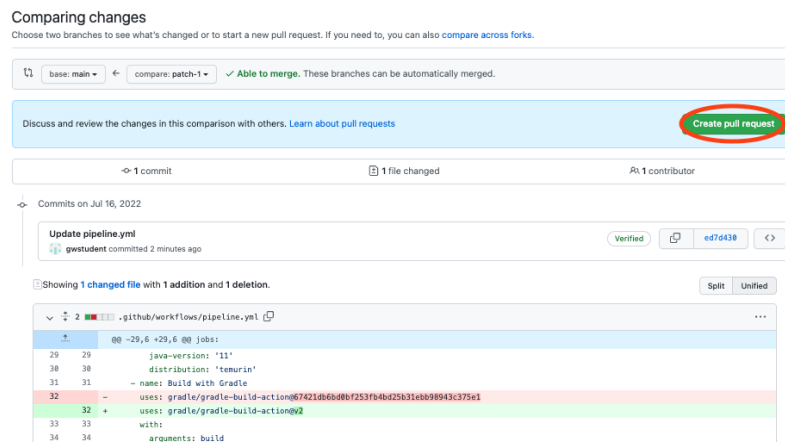 Comparing changes
Choose two branches to see what's changed or to start a new pull request. If you need to, you can also compare across forks.
base: main compare: patch-1 Able to merge. These branches can be automatically merged.
Discuss and review the changes in this comparison with others. Learn about pull requests Create pull request
1 commit 1 file changed 1 contributor
Commits on Jul 16, 2022
Update pipeline.yml
gwstudent committed 2 minutes ago Verified ed7d430
Showing 1 changed file with 1 addition and 1 deletion. Split Unified
2 .github/workflows/pipeline.yml
@@ -29,6 +29,6 @@ jobs:
29 29 java-version: '11'
30 30 distribution: 'temurin'
31 31 - name: Build with Gradle
32 - uses: gradle/gradle-build-action@67421db6bd0bf253fb4bd25b31ebb98943c375e1
32 + uses: gradle/gradle-build-action@v2
33 33 with:
34 34 arguments: build